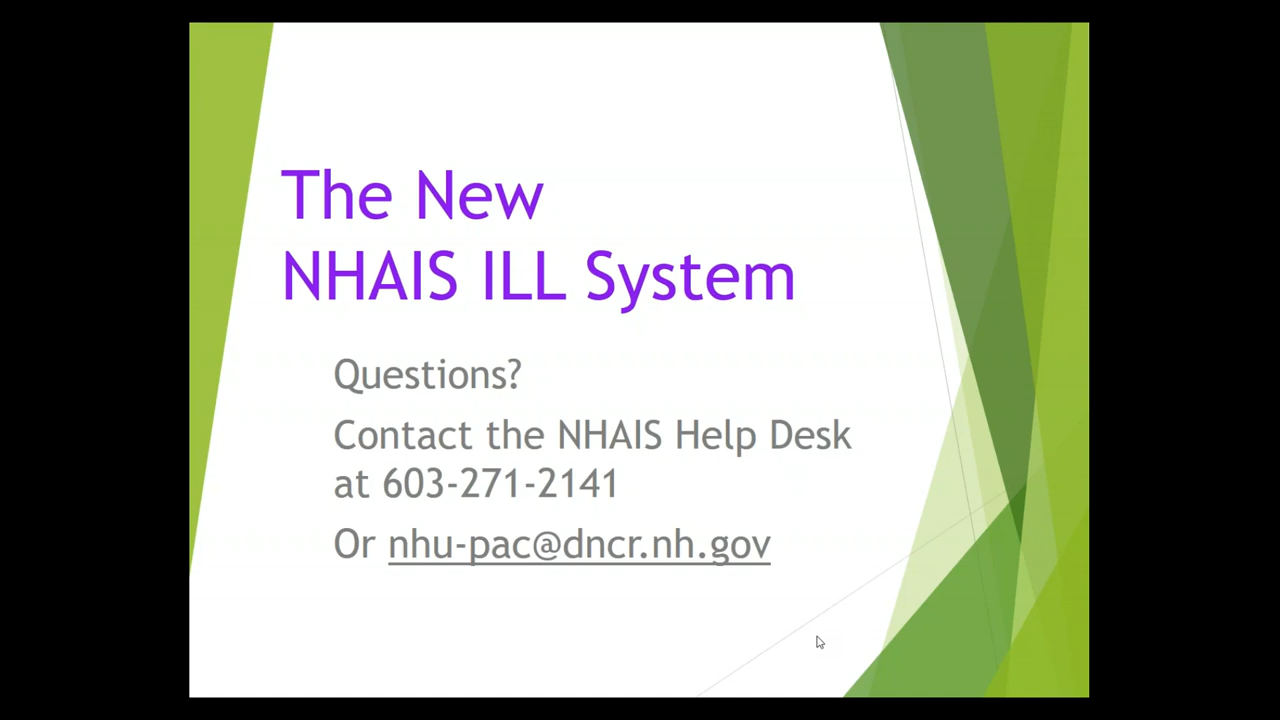 The New
NHAIS ILL System
Questions?
Contact the NHAIS Help Desk
at 603-271-2141
Or nhu-pac@dncr.nh.gov